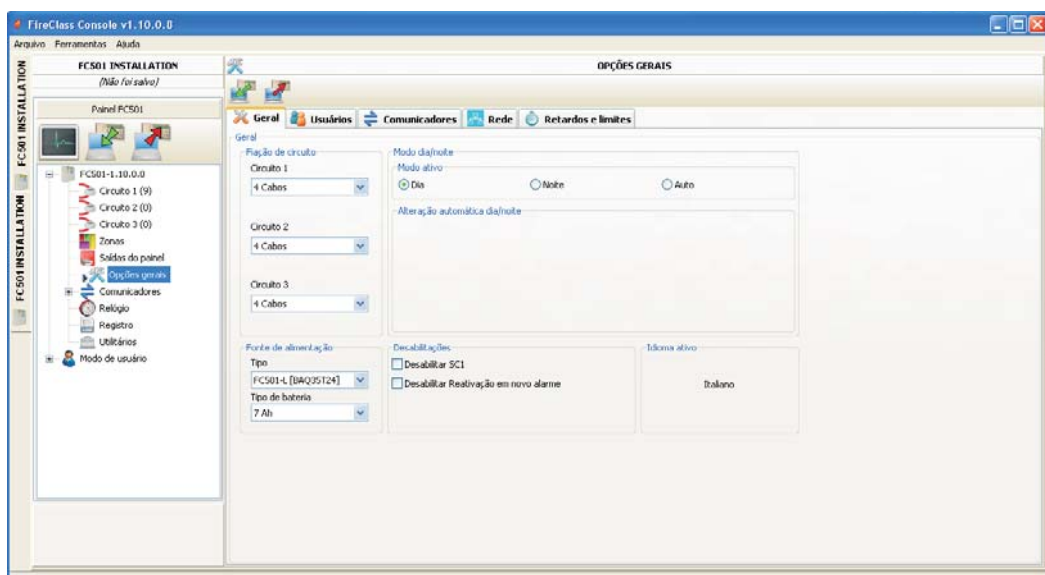 FireClass Console v1.10.0.0
Arquivo Ferramentas Ajuda
FC501 INSTALLATION
FC501 INSTALLATION
FC501 INSTALLATION
(Não foi salvo)
Painel FC501
FC501-1.10.0.0
Circuito 1 (9)
Circuito 2 (0)
Circuito 3 (0)
Zonas
Saídas do painel
Opções gerais
Comunicadores
Relógio
Registro
Utilitários
Modo de usuário
OPÇÕES GERAIS
Geral Usuários Comunicadores Rede Retardos e limites
Geral
Fiação de circuito
Circuito 1
4 Cabos
Circuito 2
4 Cabos
Circuito 3
4 Cabos
Modo dia/noite
Modo ativo
Dia Noite Auto
Alteração automática dia/noite
Fonte de alimentação
Tipo
FC501-L [BAQ35T24]
Tipo de bateria
7 Ah
Desabilitações
Desabilitar SC1
Desabilitar Reativação em novo alarme
Idioma ativo
Italiano